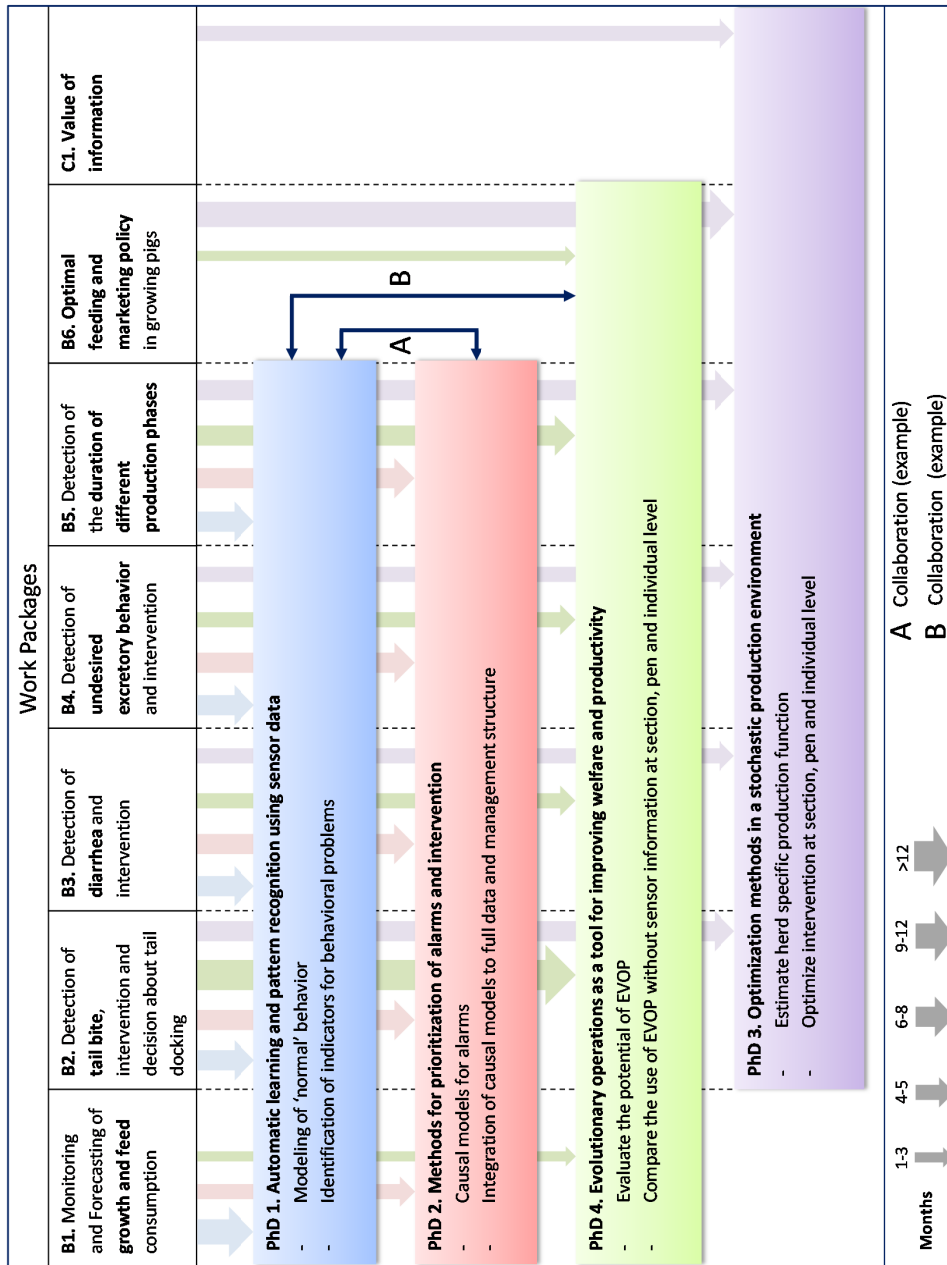 Work Packages
B1. Monitoring
and Forecasting of
growth and feed
consumption
B2. Detection of
tail bite,
intervention and
decision about tail
docking
B3. Detection of
diarrhea and
intervention
B4. Detection of
undesired
excretory behavior
and intervention
B5. Detection of
the duration of
different
production phases
B6. Optimal
feeding and
marketing policy
in growing pigs
C1. Value of
information
PhD 1. Automatic learning and pattern recognition using sensor data
- Modeling of 'normal' behavior
- Identification of indicators for behavioral problems
A
B
PhD 2. Methods for prioritization of alarms and intervention
- Causal models for alarms
- Integration of causal models to full data and management structure
PhD 4. Evolutionary operations as a tool for improving welfare and productivity
- Evaluate the potential of EVOP
- Compare the use of EVOP without sensor information at section, pen and individual level
PhD 3. Optimization methods in a stochastic production environment
- Estimate herd specific production function
- Optimize intervention at section, pen and individual level
Months
1-3
4-5
6-8
9-12
>12
A Collaboration (example)
B Collaboration (example)